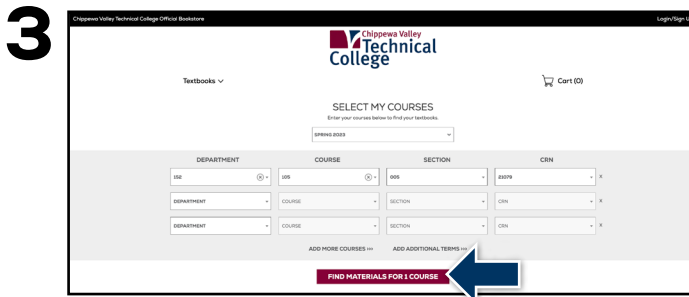 3
Chippewa Valley Technical College Official Bookstore
Login/Sign U
Chippewa Valley
Technical
College
Textbooks
Cart (0)
SELECT MY COURSES
Enter your courses below to find your textbooks.
SPRING 2023
DEPARTMENT COURSE SECTION CRN
152 105 005 21079 X
DEPARTMENT COURSE SECTION CRN X
DEPARTMENT COURSE SECTION CRN X
ADD MORE COURSES >>> ADD ADDITIONAL TERMS >>>
FIND MATERIALS FOR 1 COURSE